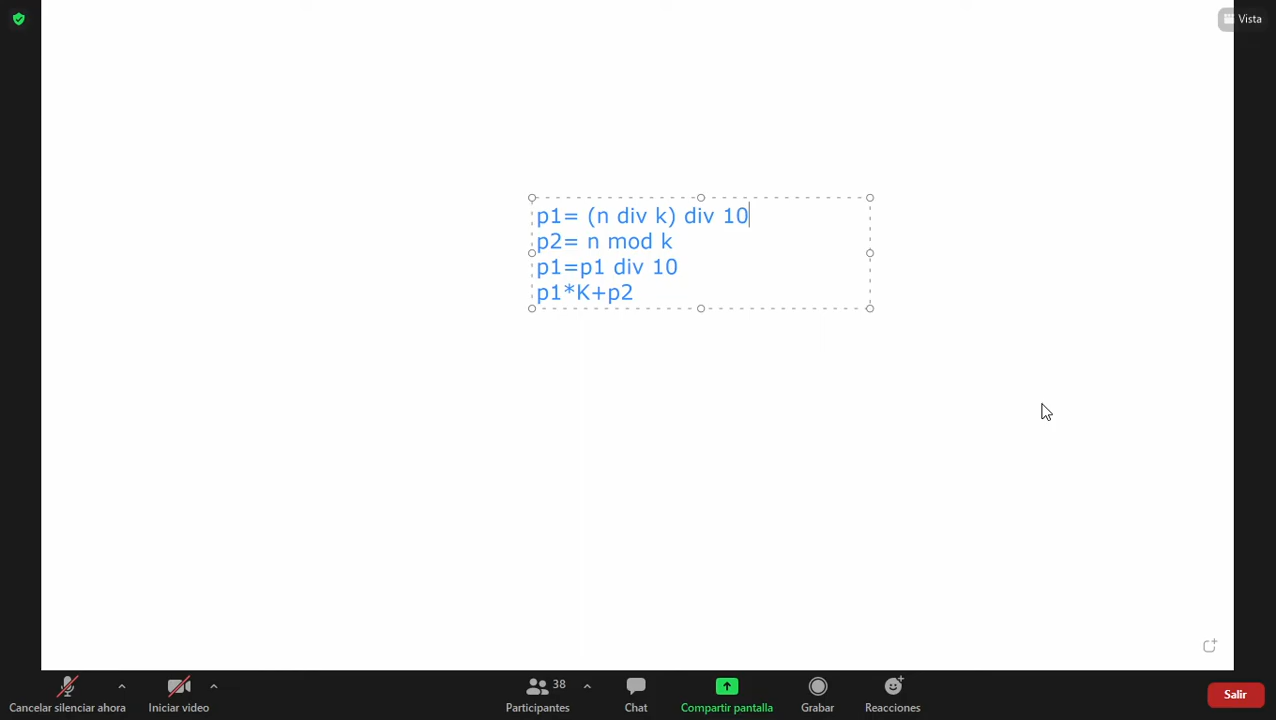 Vista
p1= (n div k) div 10
p2= n mod k
p1=p1 div 10
p1*K+p2
Cancelar silenciar ahora
Iniciar video
38
Participantes
Chat
Compartir pantalla
Grabar
Reacciones
Salir